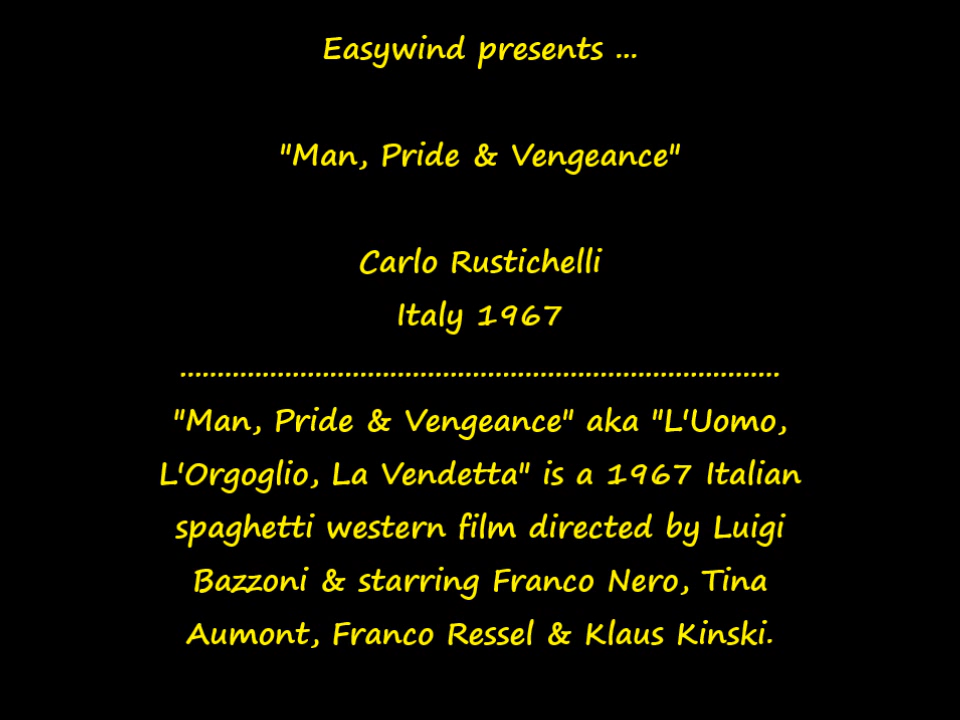 Easywind presents ...
"Man, Pride & Vengeance"
Carlo Rustichelli
Italy 1967
................................................................................
"Man, Pride & Vengeance" aka "L'Uomo,
L'Orgoglio, La Vendetta" is a 1967 Italian
spaghetti western film directed by Luigi
Bazzoni & starring Franco Nero, Tina
Aumont, Franco Ressel & Klaus Kinski.